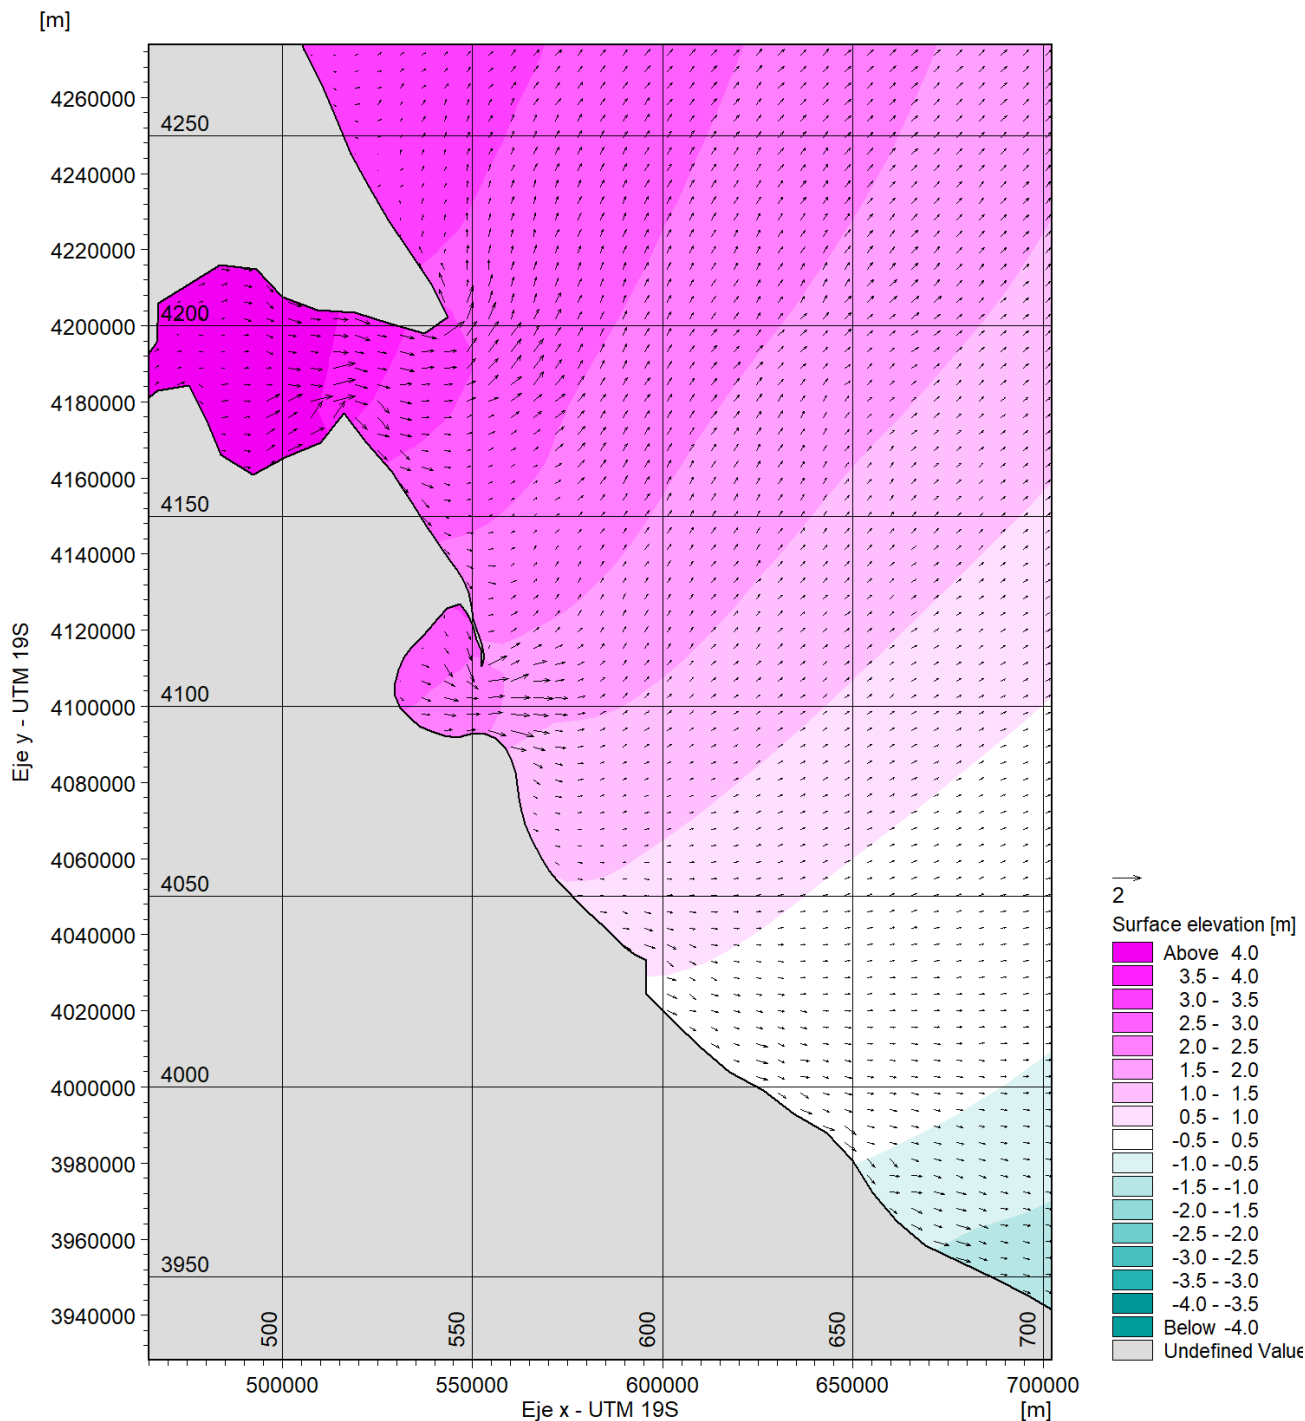 [m]
4260000
4250
4240000
4220000
4200
4200000
4180000
4160000
4150
4140000
4120000
4100
4100000
Eje y - UTM 19S
4080000
4060000
4050
2
Surface elevation [m]
4040000
Above 4.0
3.5 - 4.0
3.0 - 3.5
4020000
2.5 - 3.0
2.0 - 2.5
1.5 - 2.0
4000
4000000
1.0 - 1.5
0.5 - 1.0
-0.5 - 0.5
3980000
-1.0 - -0.5
-1.5 - -1.0
-2.0 - -1.5
3960000
-2.5 - -2.0
3950
-3.0 - -2.5
-3.5 - -3.0
3940000
-4.0 - -3.5
Below -4.0
500 550 600 650 700
Undefined Value
500000 550000 600000 650000 700000
Eje x - UTM 19S [m]